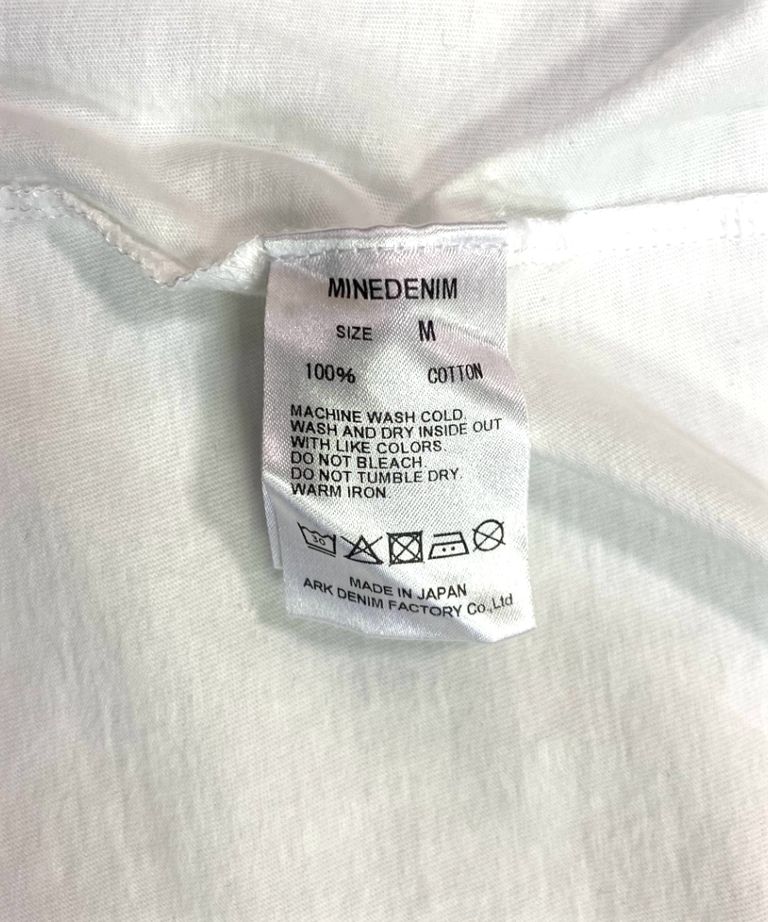 MINEDENIM
SIZE M
100% COTTON
MACHINE WASH COLD.
WASH AND DRY INSIDE OUT
WITH LIKE COLORS.
DO NOT BLEACH.
DO NOT TUMBLE DRY.
WARM IRON.
30
MADE IN JAPAN
ARK DENIM FACTORY Co.,Ltd